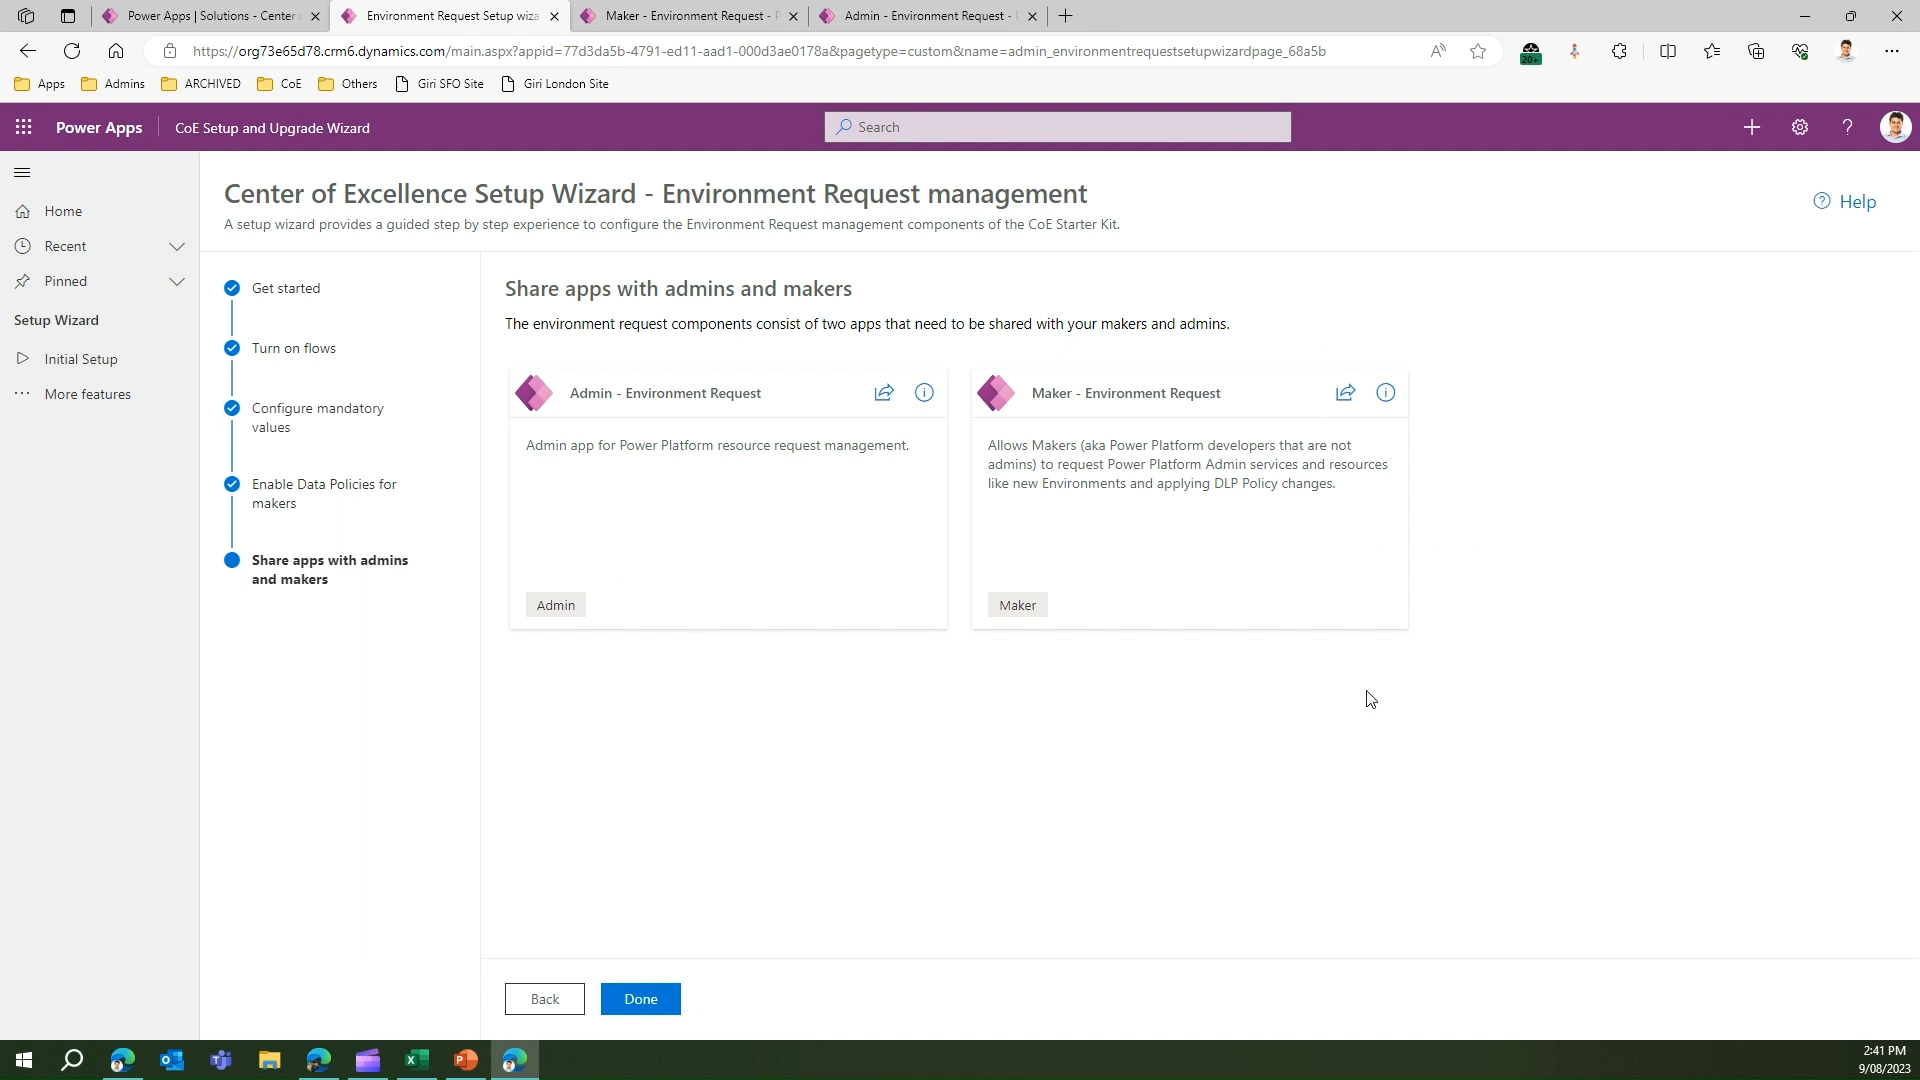 Power Apps | Solutions - Center
Environment Request Setup wiza
Maker - Environment Request -
Admin - Environment Request -
https://org73e65d78.crm6.dynamics.com/main.aspx?appid=77d3da5b-4791-ed11-aad1-000d3ae0178a&pagetype=custom&name=admin_environmentrequestsetupwizardpage_68a5b
20+
Apps
Admins
ARCHIVED
CoE
Others
Giri SFO Site
Giri London Site
Power Apps
CoE Setup and Upgrade Wizard
Search
Home
Recent
Pinned
Setup Wizard
Initial Setup
More features
Center of Excellence Setup Wizard - Environment Request management
A setup wizard provides a guided step by step experience to configure the Environment Request management components of the CoE Starter Kit.
Help
Get started
Turn on flows
Configure mandatory
values
Enable Data Policies for
makers
Share apps with admins
and makers
Share apps with admins and makers
The environment request components consist of two apps that need to be shared with your makers and admins.
Admin - Environment Request
Admin app for Power Platform resource request management.
Admin
Maker - Environment Request
Allows Makers (aka Power Platform developers that are not
admins) to request Power Platform Admin services and resources
like new Environments and applying DLP Policy changes.
Maker
Back
Done
2:41 PM
9/08/2023